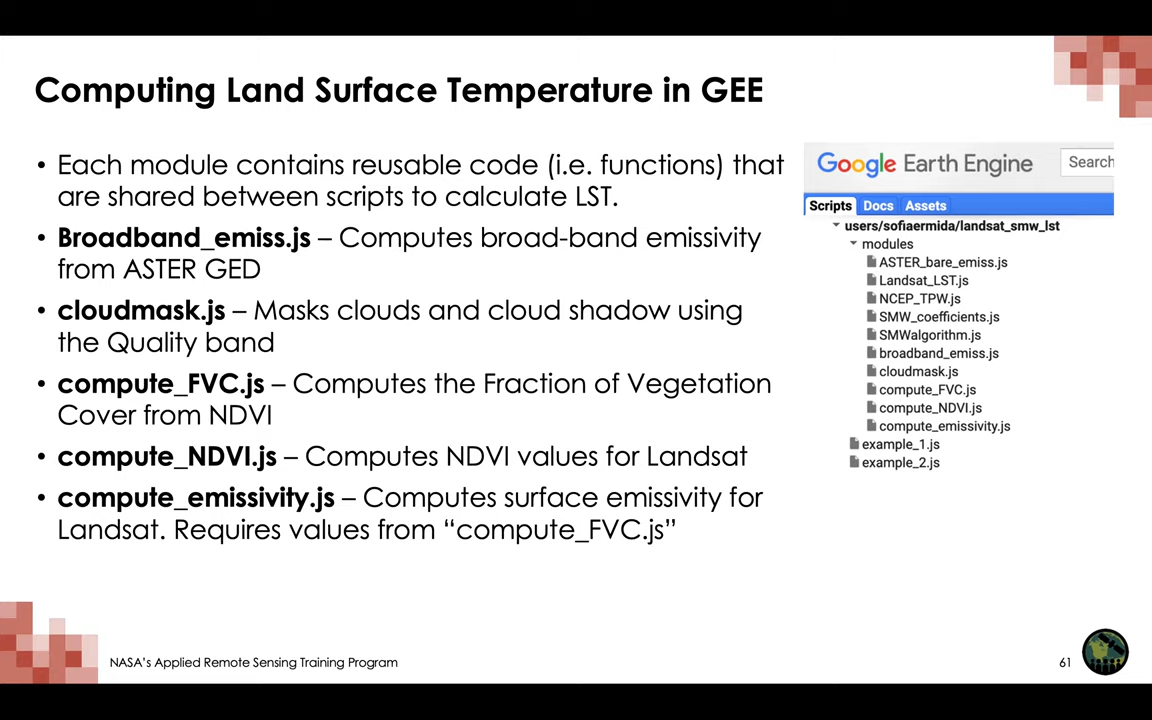 Computing Land Surface Temperature in GEE
• Each module contains reusable code (i.e. functions) that
are shared between scripts to calculate LST.
• Broadband_emiss.js – Computes broad-band emissivity
from ASTER GED
• cloudmask.js – Masks clouds and cloud shadow using
the Quality band
• compute_FVC.js – Computes the Fraction of Vegetation
Cover from NDVI
• compute_NDVI.js – Computes NDVI values for Landsat
• compute_emissivity.js – Computes surface emissivity for
Landsat. Requires values from “compute_FVC.js”
Google Earth Engine
Search
Scripts Docs Assets
users/sofiaermida/landsat_smw_lst
modules
ASTER_bare_emiss.js
Landsat_LST.js
NCEP_TPW.js
SMW_coefficients.js
SMWalgorithm.js
broadband_emiss.js
cloudmask.js
compute_FVC.js
compute_NDVI.js
compute_emissivity.js
example_1.js
example_2.js
NASA’s Applied Remote Sensing Training Program
61